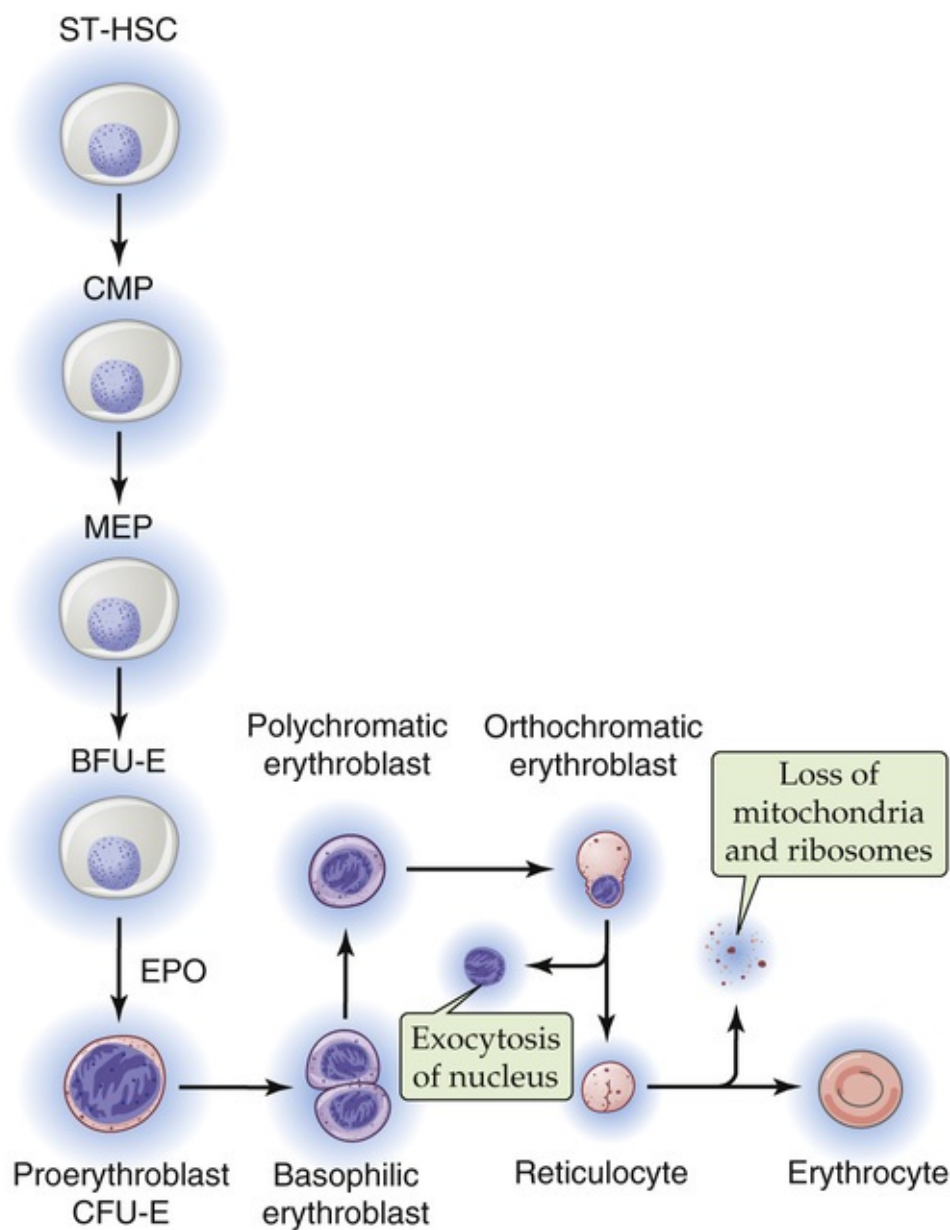 ST-HSC
CMP
MEP
BFU-E
EPO
Proerythroblast
CFU-E
Basophilic
erythroblast
Polychromatic
erythroblast
Orthochromatic
erythroblast
Exocytosis
of nucleus
Reticulocyte
Loss of
mitochondria
and ribosomes
Erythrocyte